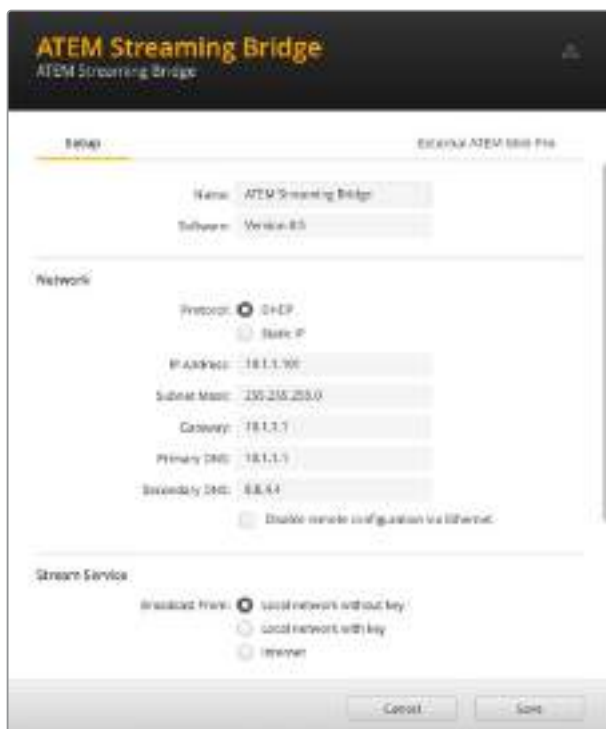 ATEM Streaming Bridge
ATEM Streaming Bridge
Setup External ATEM Mini Pro
Name: ATEM Streaming Bridge
Software: Version 8.5
Network
Protocol: DHCP
Static IP
IP Address: 10.1.1.101
Subnet Mask: 255.255.255.0
Gateway: 10.1.1.1
Primary DNS: 10.1.1.1
Secondary DNS: 8.8.4.4
Disable remote configuration via Ethernet
Stream Service
Broadcast From: Local network without key
Local network with key
Internet
Cancel Save